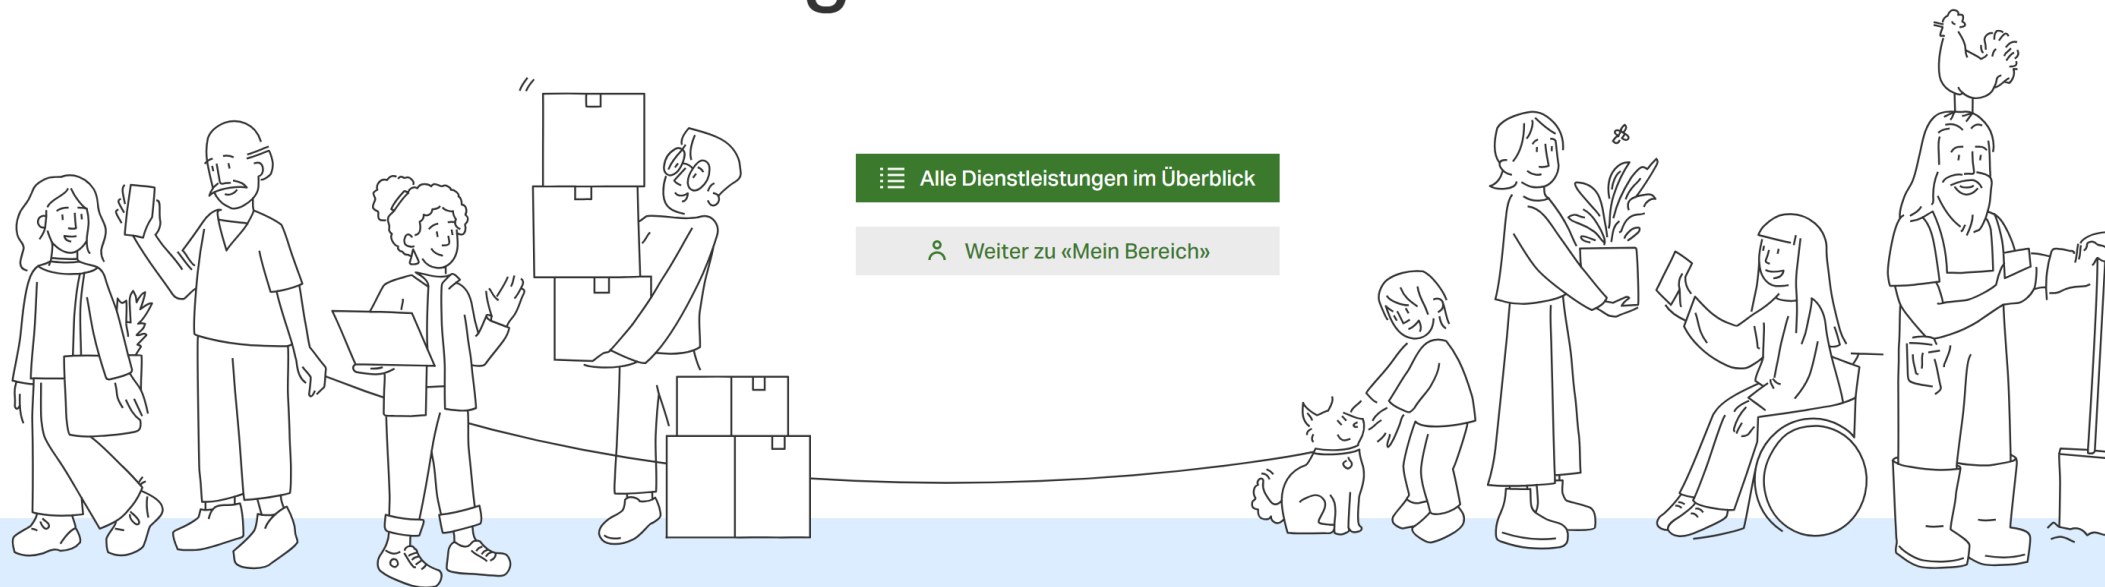 Alle Dienstleistungen im Überblick
Weiter zu «Mein Bereich»